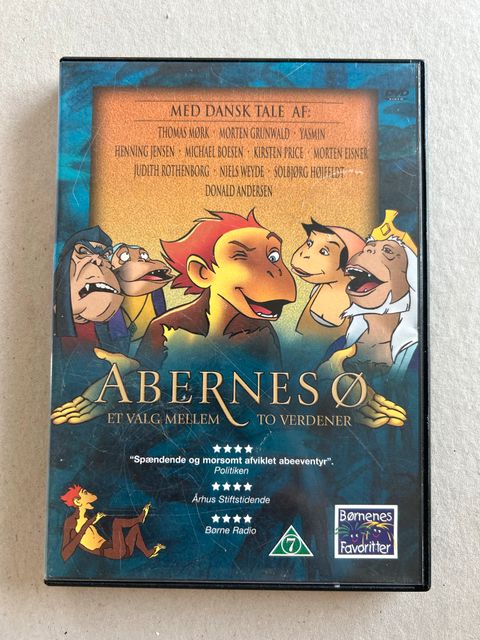 DVD
VIDEO
MED DANSK TALE AF:
THOMAS MØRK · MORTEN GRUNWALD · YASMIN
HENNING JENSEN · MICHAEL BOESEN · KIRSTEN PRICE · MORTEN EISNER
JUDITH ROTHENBORG · NIELS WEYDE · SOLBJØRG HØJFELDT
DONALD ANDERSEN
ABERNES Ø
ET VALG MELLEM TO VERDENER
★★★★
“Spændende og morsomt afviklet abeeventyr”.
Politiken
★★★★
Århus Stiftstidende
★★★★
Børne Radio
7
Børnenes
Favoritter